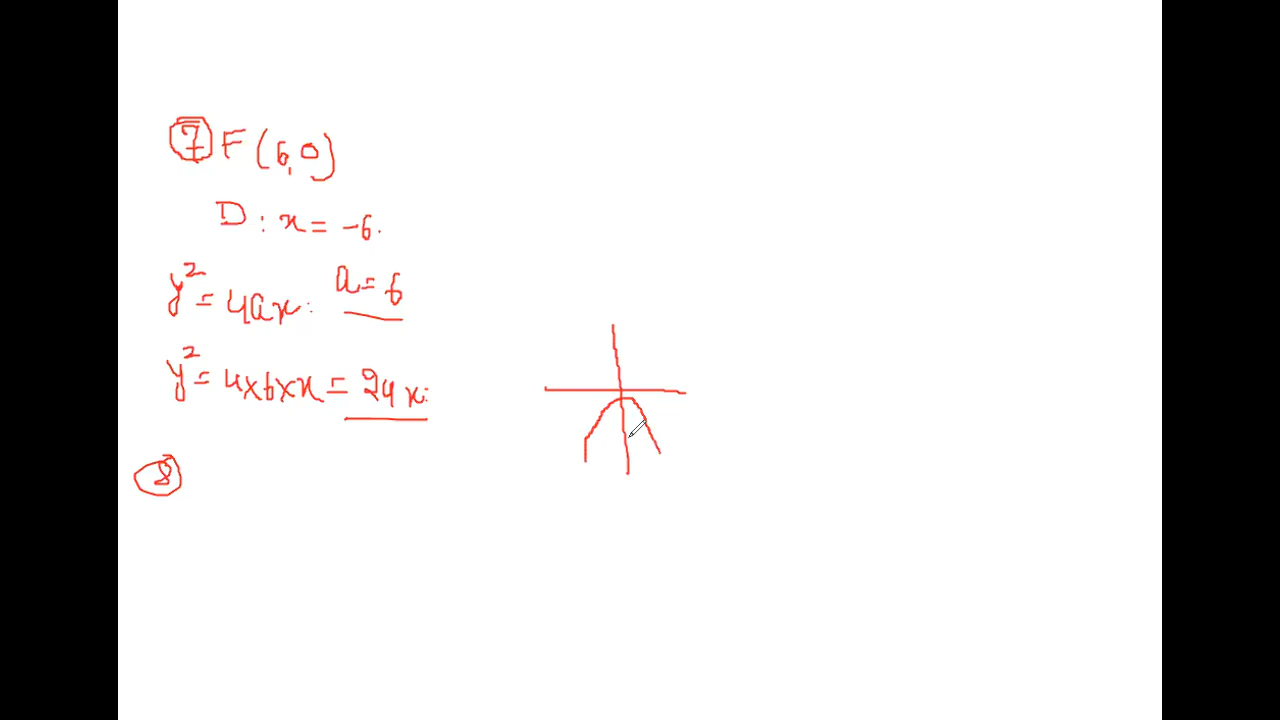 ⑦ F(6,0)
D: x = -6.
y² = 4ax: a = 6
y² = 4×6×x = 24x:
⑧